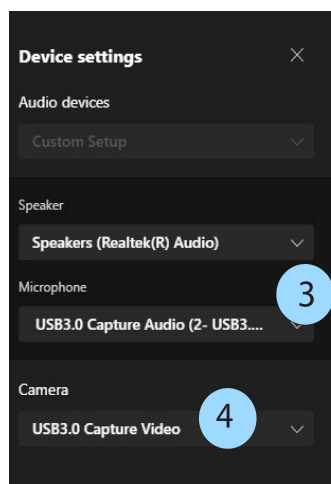 Device settings
Audio devices
Custom Setup
Speaker
Speakers (Realtek(R) Audio)
Microphone
3
USB3.0 Capture Audio (2- USB3....
Camera
4
USB3.0 Capture Video